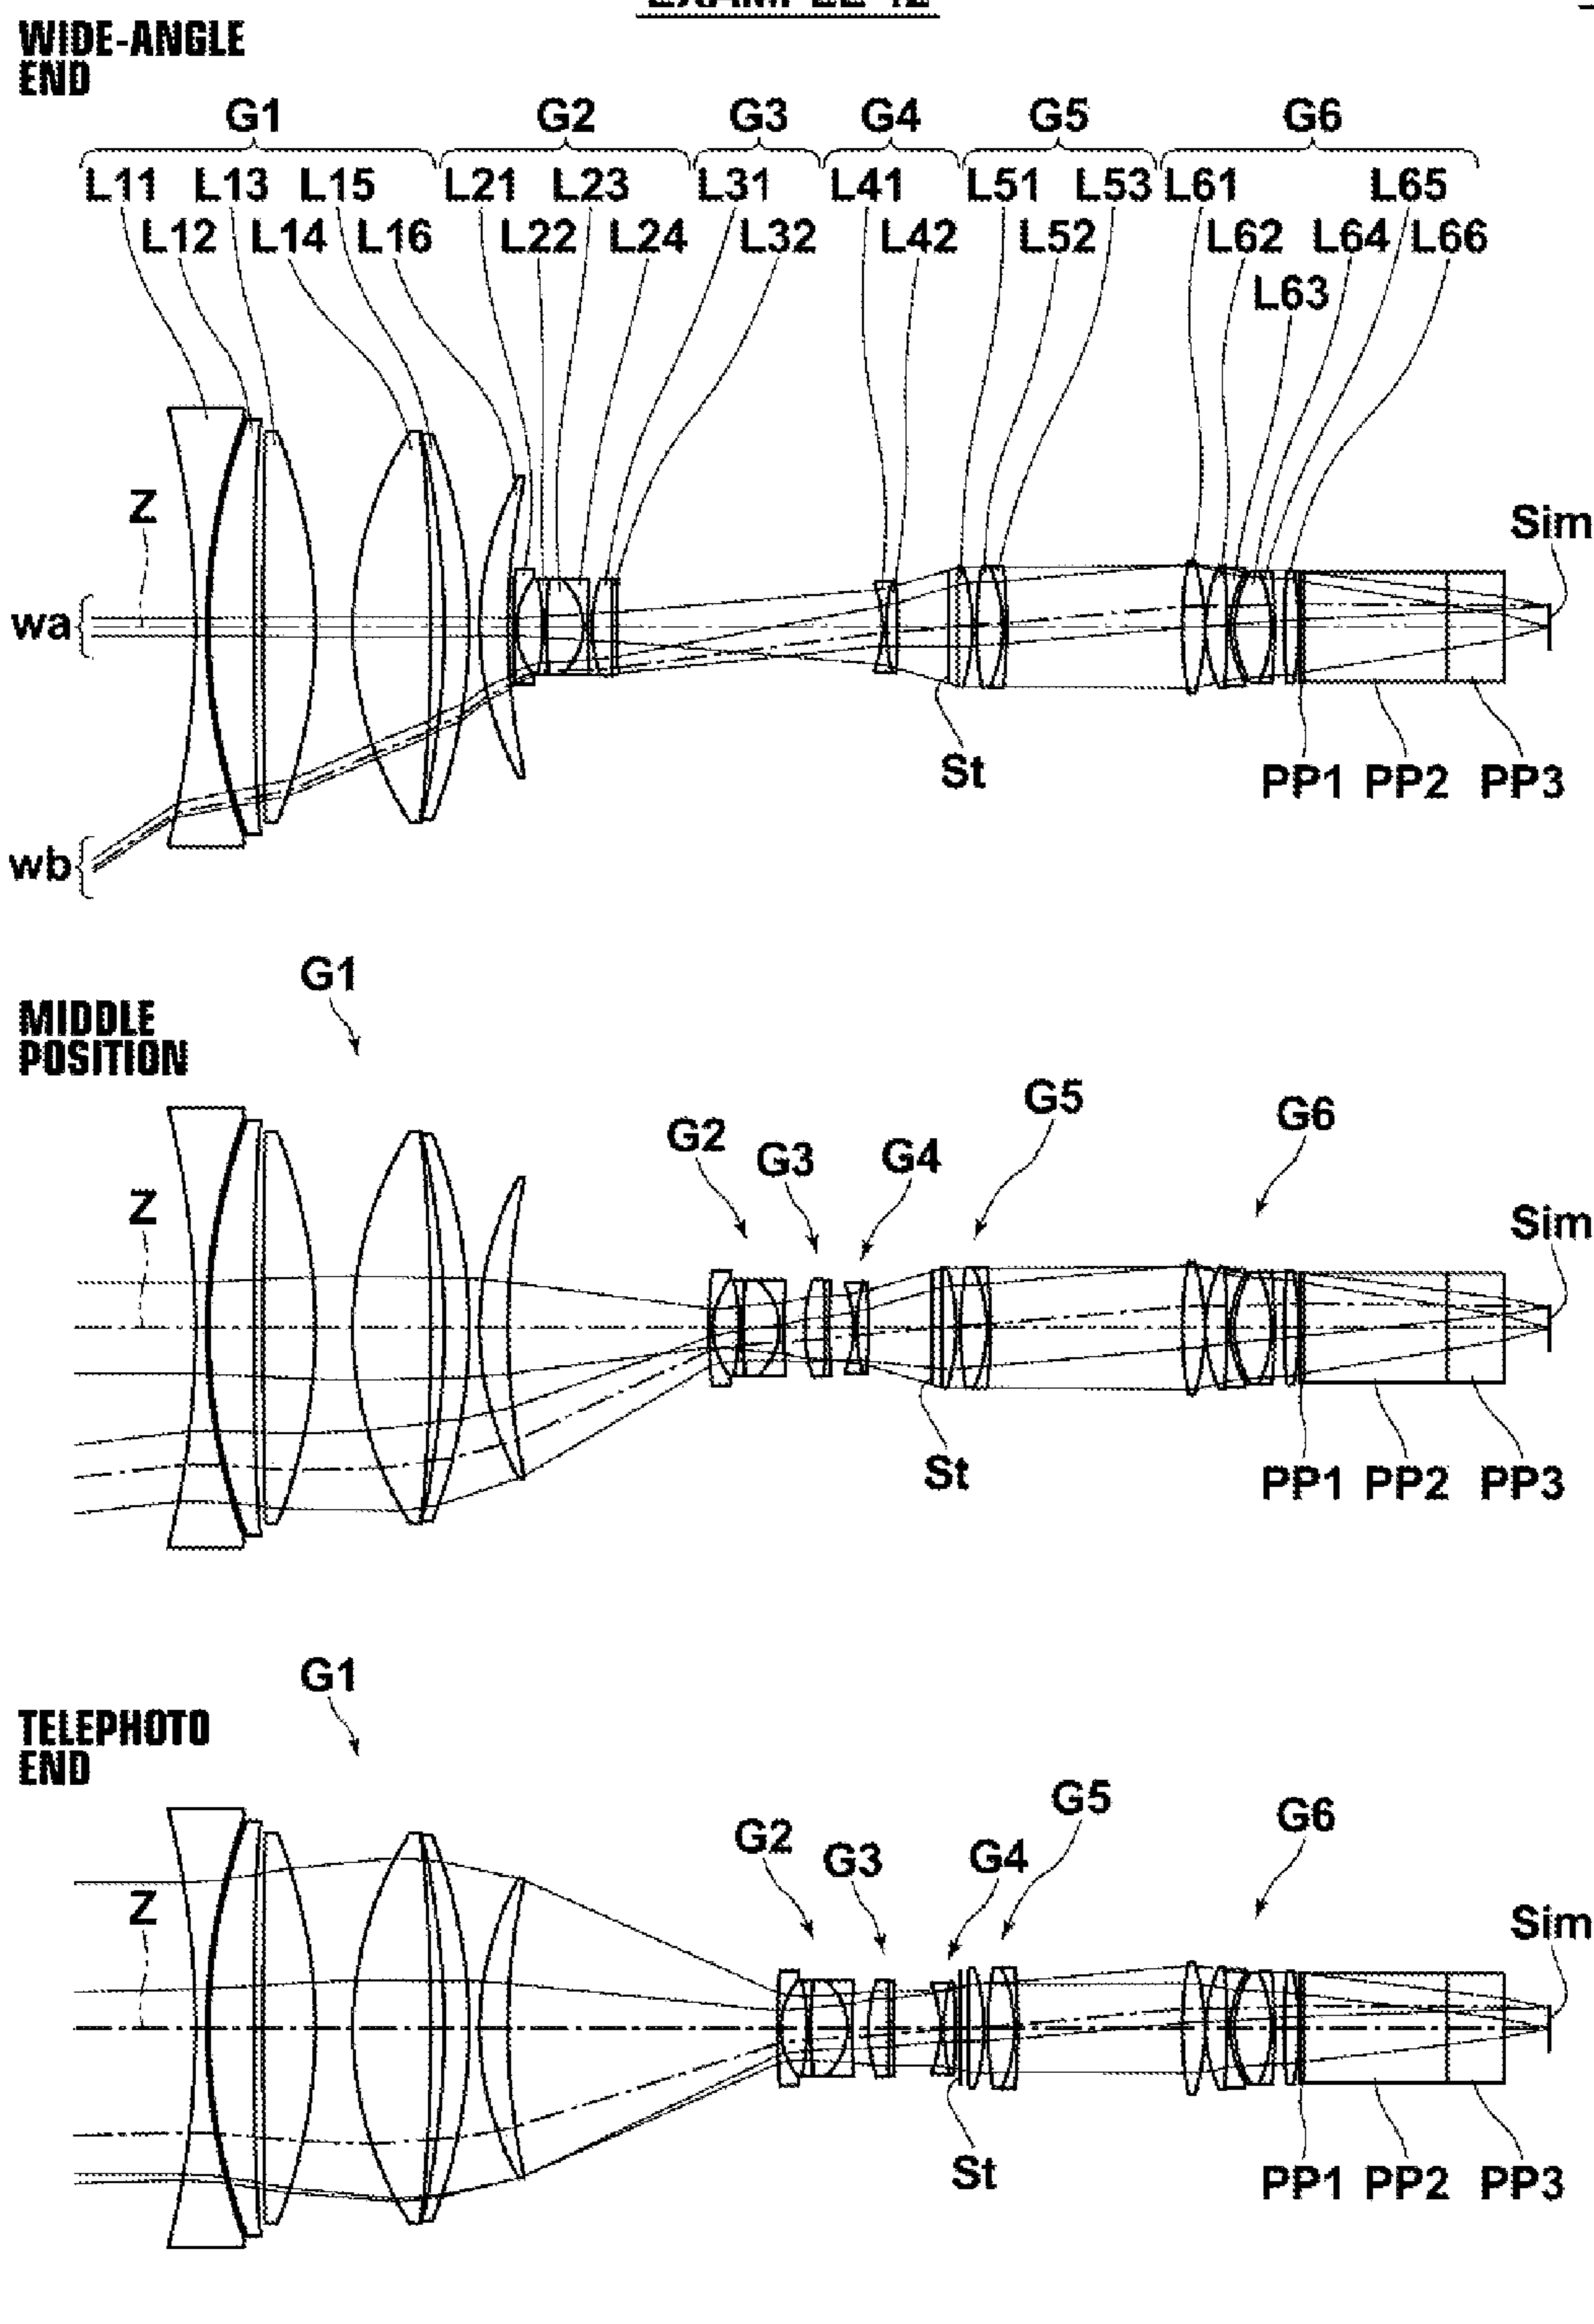 WIDE-ANGLE
END
G1 G2 G3 G4 G5 G6
L11 L13 L15 L21 L23 L31 L41 L51 L53 L61 L65
L12 L14 L16 L22 L24 L32 L42 L52 L62 L64 L66
L63
Z
Sim
wa
St
PP1 PP2 PP3
wb
G1
MIDDLE
POSITION
G5
G2 G3 G4 G6
Z
Sim
St
PP1 PP2 PP3
G1
TELEPHOTO
END
G5
G2 G3 G4 G6
Z
Sim
St
PP1 PP2 PP3